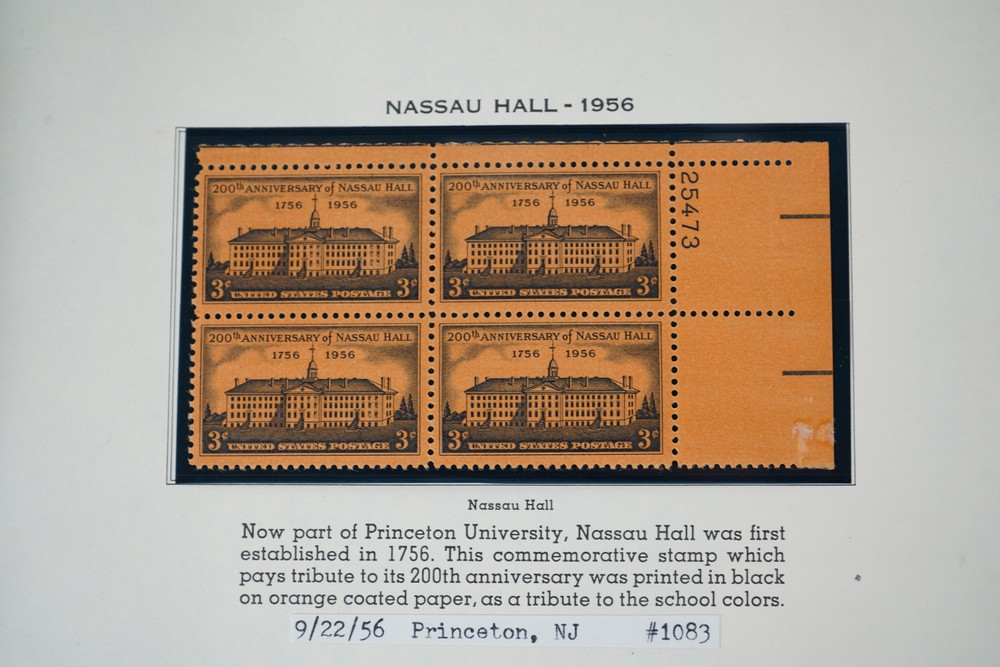 NASSAU HALL - 1956
200th ANNIVERSARY of NASSAU HALL
1756 1956
3¢ UNITED STATES POSTAGE 3¢
200th ANNIVERSARY of NASSAU HALL
1756 1956
3¢ UNITED STATES POSTAGE 3¢
25473
200th ANNIVERSARY of NASSAU HALL
1756 1956
3¢ UNITED STATES POSTAGE 3¢
200th ANNIVERSARY of NASSAU HALL
1756 1956
3¢ UNITED STATES POSTAGE 3¢
Nassau Hall
Now part of Princeton University, Nassau Hall was first
established in 1756. This commemorative stamp which
pays tribute to its 200th anniversary was printed in black
on orange coated paper, as a tribute to the school colors.
9/22/56 Princeton, NJ #1083